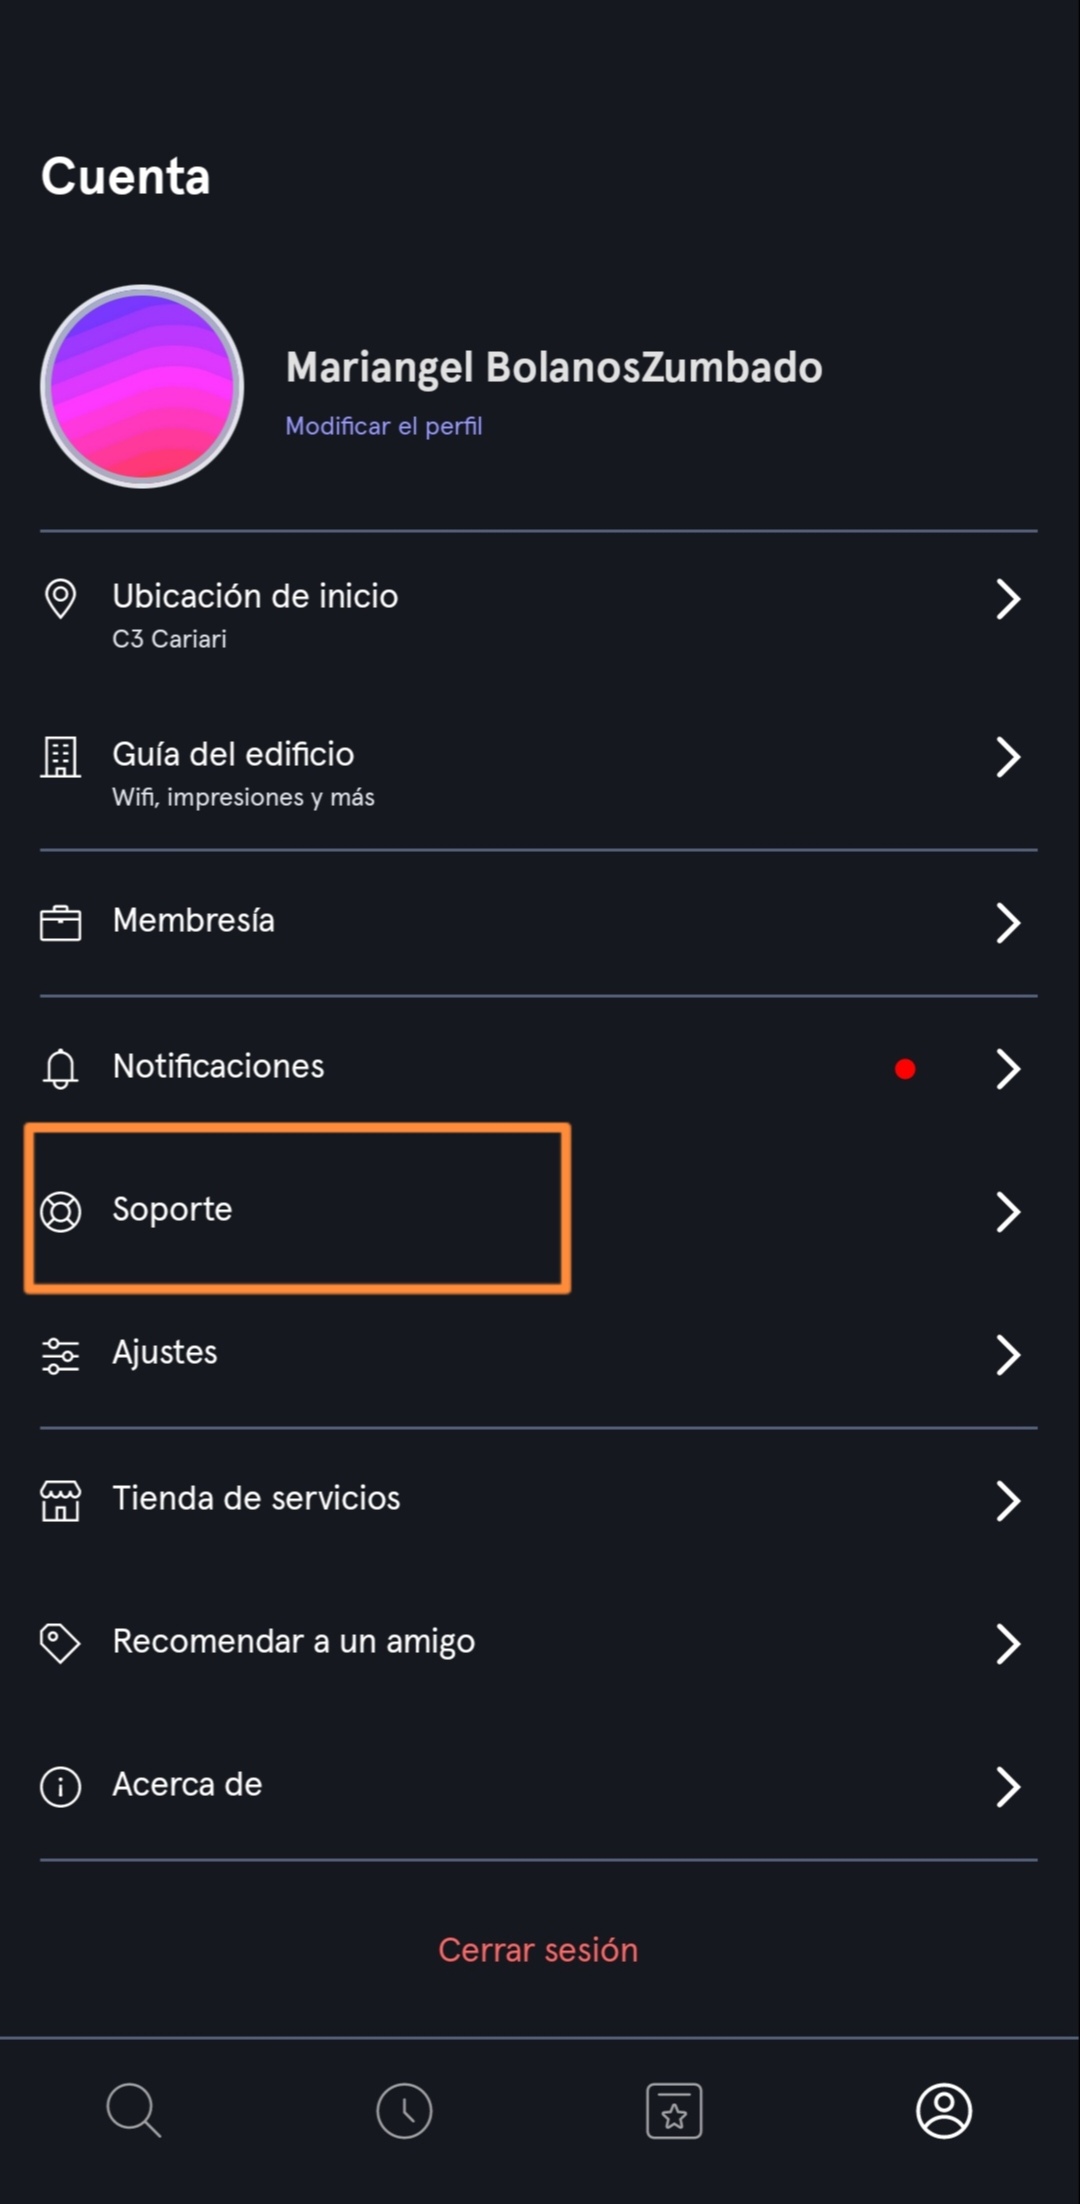 Cuenta
Mariangel BolanosZumbado
Modificar el perfil
Ubicación de inicio
C3 Cariari
Guía del edificio
Wifi, impresiones y más
Membresía
Notificaciones
Soporte
Ajustes
Tienda de servicios
Recomendar a un amigo
Acerca de
Cerrar sesión